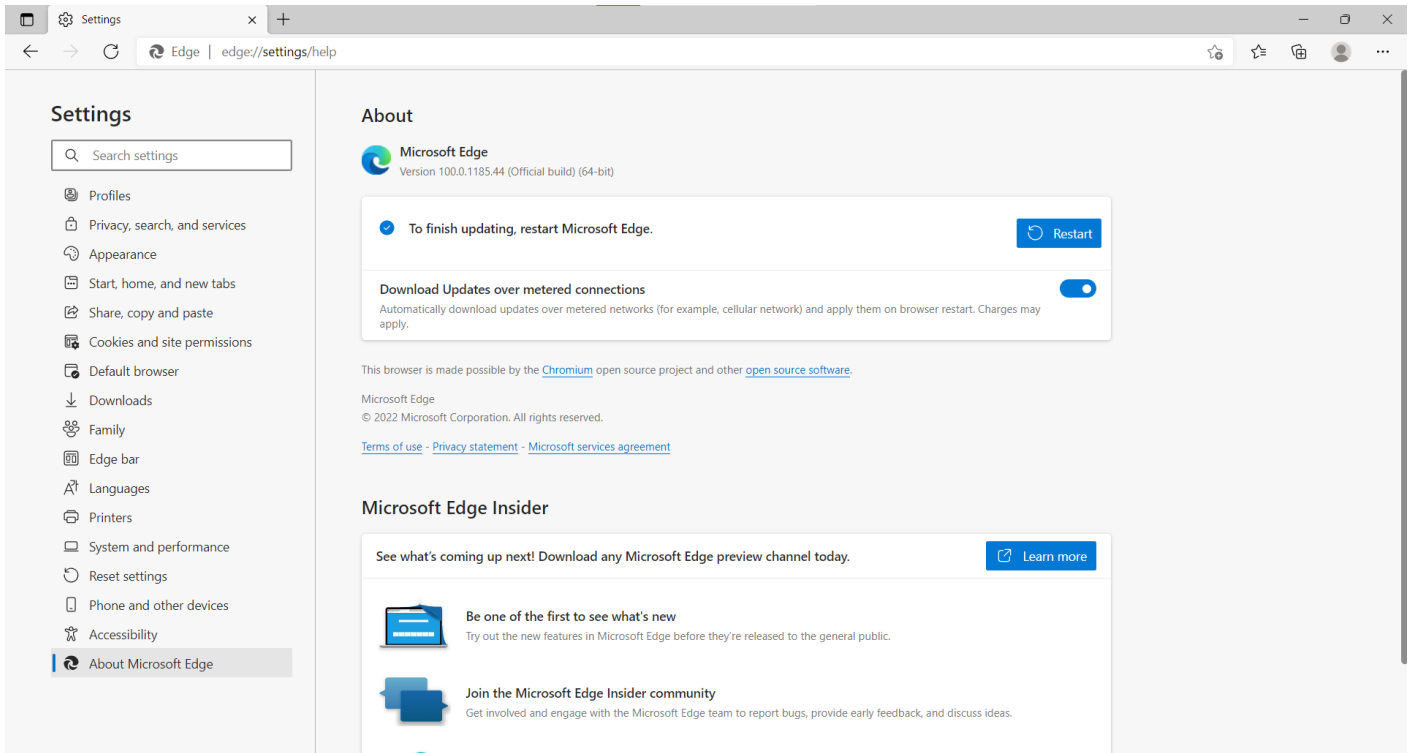 Settings
Edge | edge://settings/help
Settings
Search settings
Profiles
Privacy, search, and services
Appearance
Start, home, and new tabs
Share, copy and paste
Cookies and site permissions
Default browser
Downloads
Family
Edge bar
Languages
Printers
System and performance
Reset settings
Phone and other devices
Accessibility
About Microsoft Edge
About
Microsoft Edge
Version 100.0.1185.44 (Official build) (64-bit)
To finish updating, restart Microsoft Edge.
Restart
Download Updates over metered connections
Automatically download updates over metered networks (for example, cellular network) and apply them on browser restart. Charges may
apply.
This browser is made possible by the Chromium open source project and other open source software.
Microsoft Edge
© 2022 Microsoft Corporation. All rights reserved.
Terms of use - Privacy statement - Microsoft services agreement
Microsoft Edge Insider
See what's coming up next! Download any Microsoft Edge preview channel today.
Learn more
Be one of the first to see what's new
Try out the new features in Microsoft Edge before they're released to the general public.
Join the Microsoft Edge Insider community
Get involved and engage with the Microsoft Edge team to report bugs, provide early feedback, and discuss ideas.